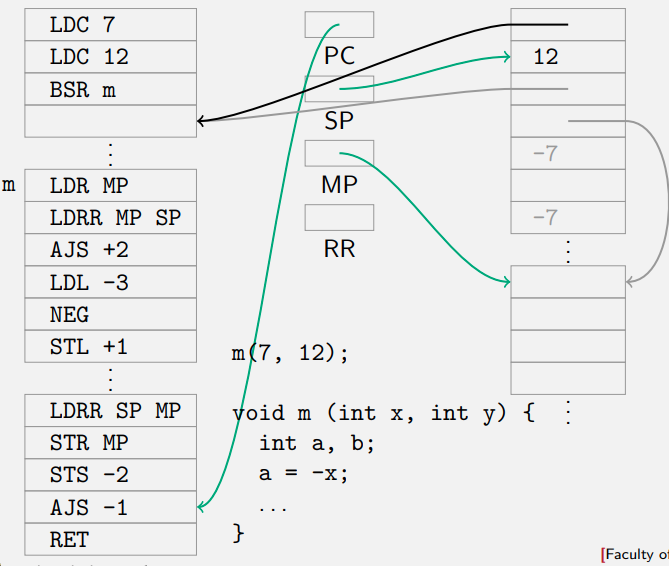 LDC 7
LDC 12
BSR m
⋮
m
LDR MP
LDRR MP SP
AJS +2
LDL -3
NEG
STL +1
⋮
LDRR SP MP
STR MP
STS -2
AJS -1
RET
PC
SP
MP
RR
m(7, 12);
void m (int x, int y) {
int a, b;
a = -x;
...
}
12
-7
-7
⋮
⋮
[Faculty of